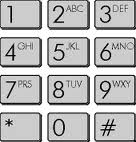 1 2ABC 3DEF
4GHI 5JKL 6MNO
7PRS 8TUV 9WXY
* 0 #